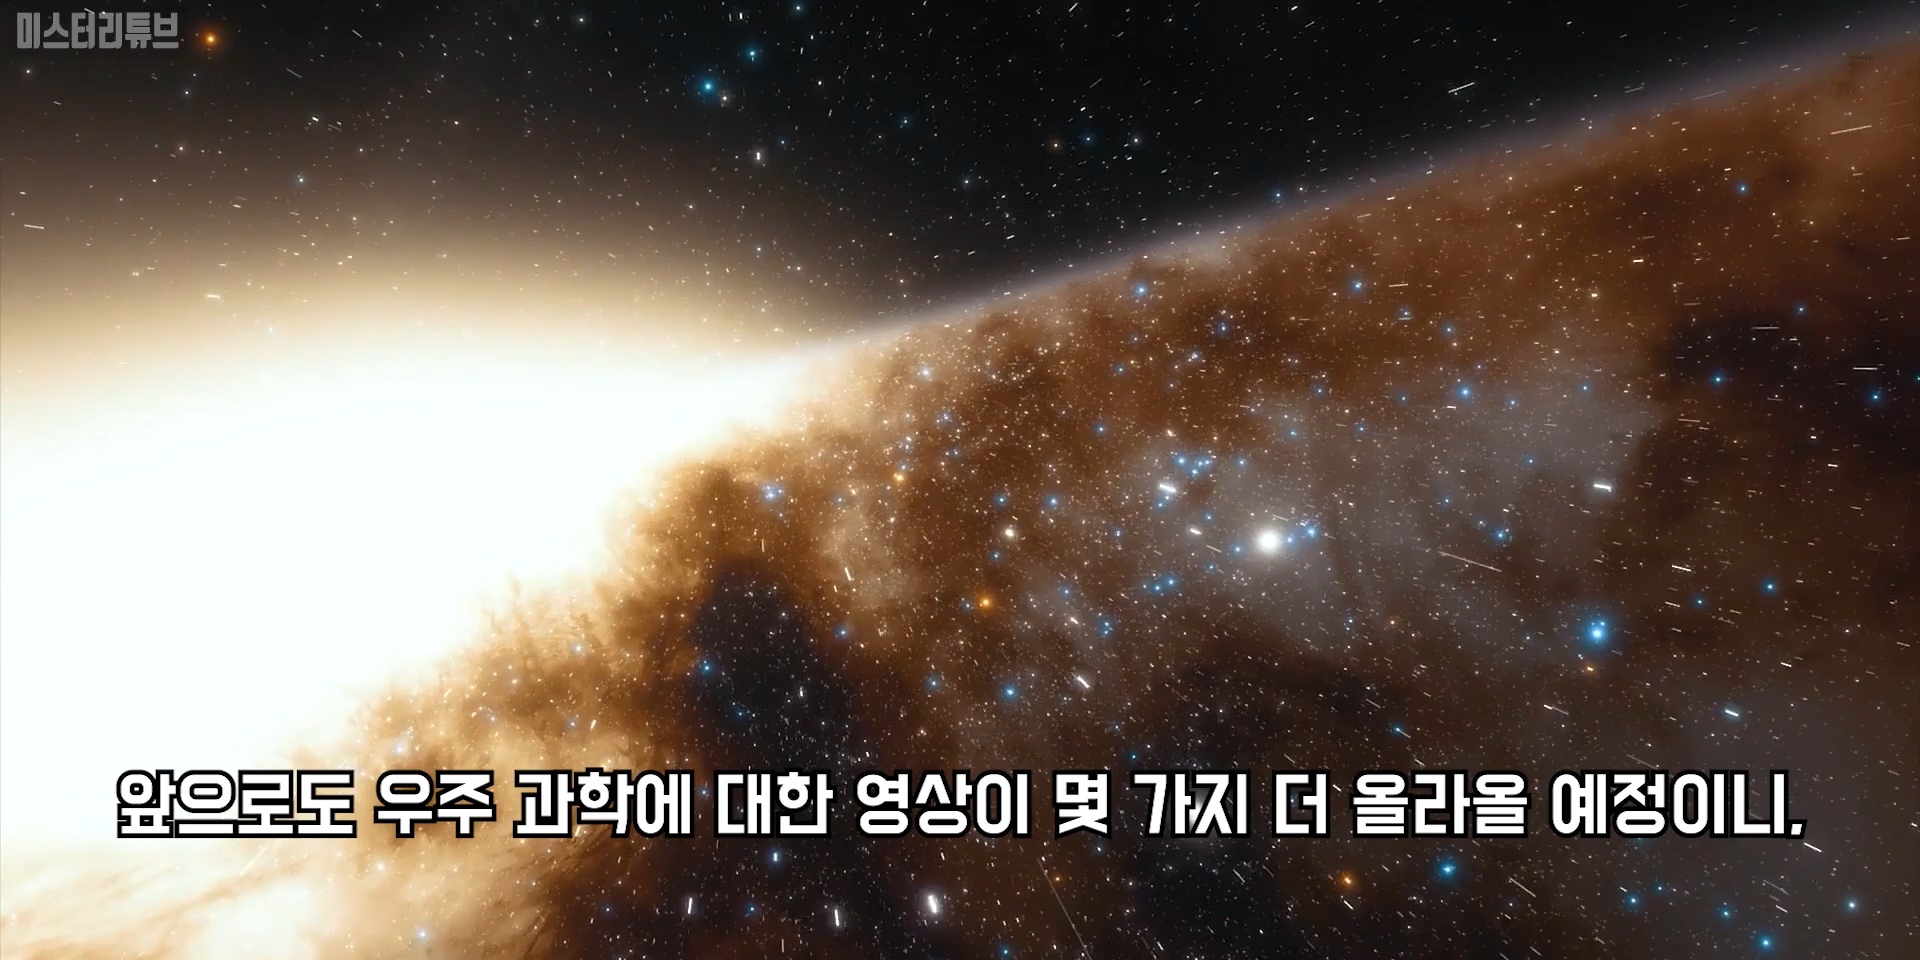 미스터리튜브
앞으로도 우주 과학에 대한 영상이 몇 가지 더 올라올 예정이니,